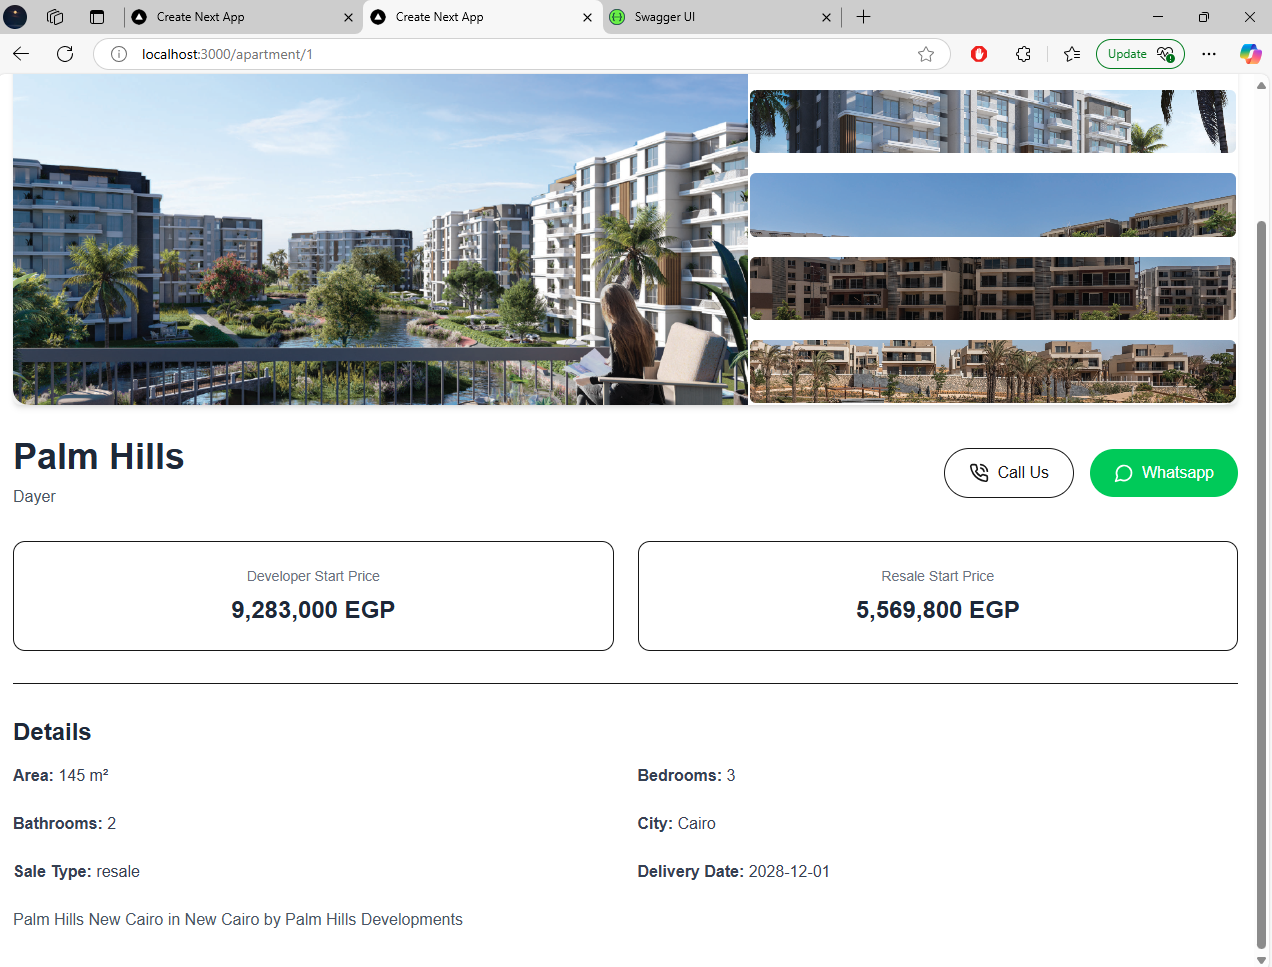 Create Next App
Create Next App
Swagger UI
localhost:3000/apartment/1
Update
Palm Hills
Dayer
Call Us
Whatsapp
Developer Start Price
9,283,000 EGP
Resale Start Price
5,569,800 EGP
Details
Area: 145 m²
Bedrooms: 3
Bathrooms: 2
City: Cairo
Sale Type: resale
Delivery Date: 2028-12-01
Palm Hills New Cairo in New Cairo by Palm Hills Developments